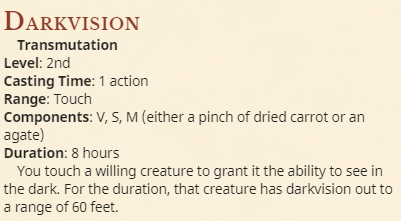 Darkvision
Transmutation
Level: 2nd
Casting Time: 1 action
Range: Touch
Components: V, S, M (either a pinch of dried carrot or an
agate)
Duration: 8 hours
You touch a willing creature to grant it the ability to see in
the dark. For the duration, that creature has darkvision out to
a range of 60 feet.